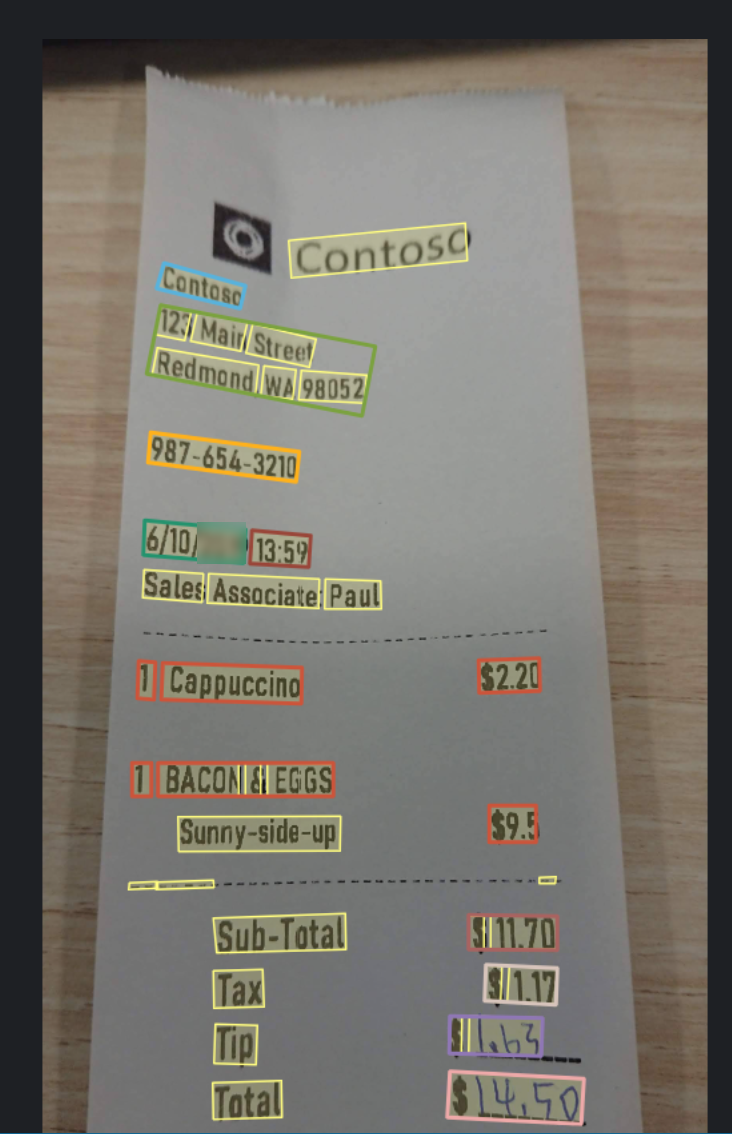 Contoso
Contoso
123 Main Street
Redmond WA 98052
987-654-3210
6/10/ 13:59
Sales Associate: Paul
1 Cappuccino $2.20
1 BACON & EGGS
Sunny-side-up $9.5
Sub-Total $ 11.70
Tax $ 1.17
Tip $ 1.63
Total $ 14.50